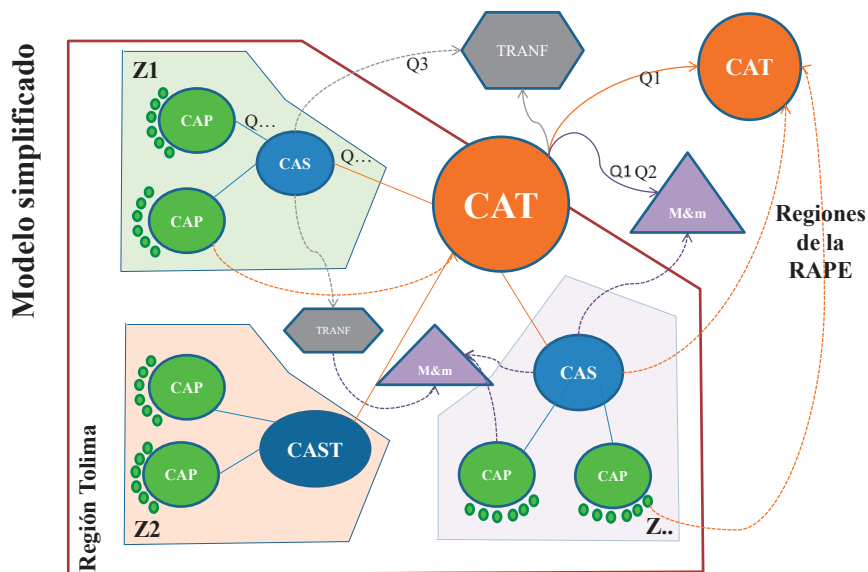 Modelo simplificado
Región Tolima
Z1
CAP
Q…
CAS
Q…
CAP
Q3
TRANF
Q1
CAT
CAT
Q1 Q2
M&m
Regiones
de la
RAPE
TRANF
M&m
CAS
CAP
CAST
CAP
Z2
CAP
CAP
Z..